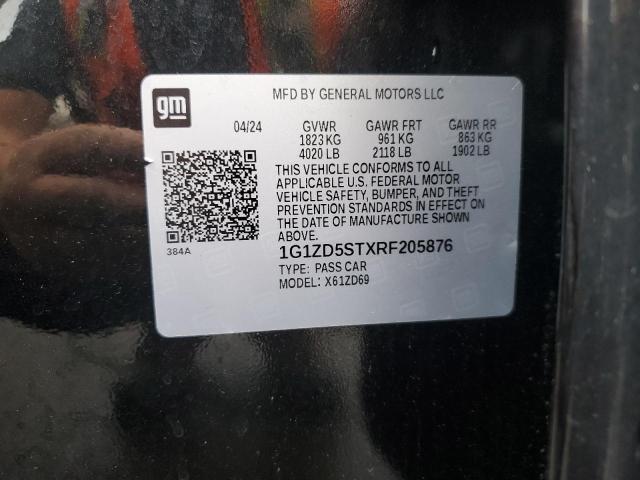 gm
MFD BY GENERAL MOTORS LLC
04/24 GVWR GAWR FRT GAWR RR
1823 KG 961 KG 863 KG
4020 LB 2118 LB 1902 LB
THIS VEHICLE CONFORMS TO ALL
APPLICABLE U.S. FEDERAL MOTOR
VEHICLE SAFETY, BUMPER, AND THEFT
PREVENTION STANDARDS IN EFFECT ON
THE DATE OF MANUFACTURE SHOWN
ABOVE.
384A
1G1ZD5STXRF205876
TYPE: PASS CAR
MODEL: X61ZD69